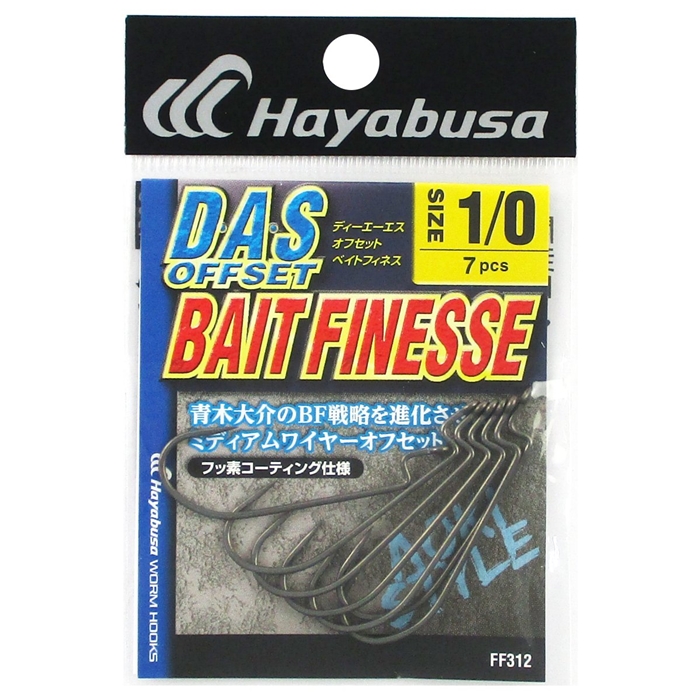 Hayabusa
D・A・S
OFFSET
ディーエーエス
オフセット
ベイトフィネス
SIZE
1/0
7pcs
BAIT FINESSE
青木大介のBF戦略を進化さ
ミディアムワイヤーオフセット
フッ素コーティング仕様
STYLE
Hayabusa WORM HOOKS
FF312